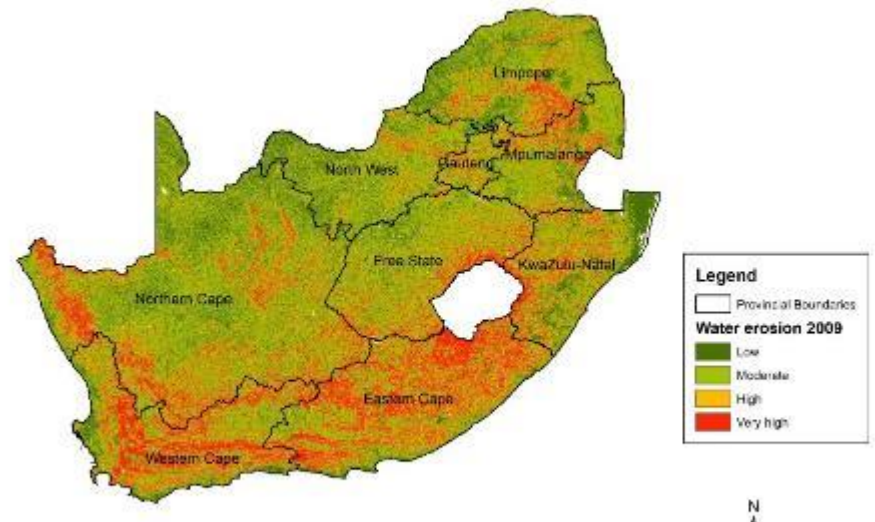 Limpopo
North West
Gauteng
Mpumalanga
Free State
KwaZulu-Natal
Northern Cape
Eastern Cape
Western Cape
Legend
Provincial Boundaries
Water erosion 2009
Low
Moderate
High
Very high
N